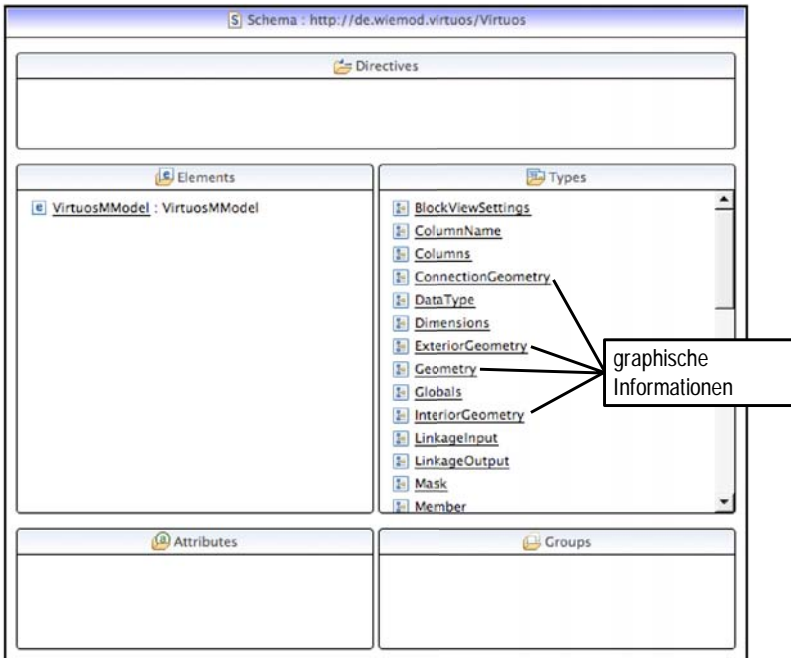 Schema : http://de.wiemod.virtuos/Virtuos
Directives
Elements
VirtuosMModel : VirtuosMModel
Types
BlockViewSettings
ColumnName
Columns
ConnectionGeometry
DataType
Dimensions
ExteriorGeometry
Geometry
Globals
InteriorGeometry
LinkageInput
LinkageOutput
Mask
Member
graphische
Informationen
Attributes
Groups